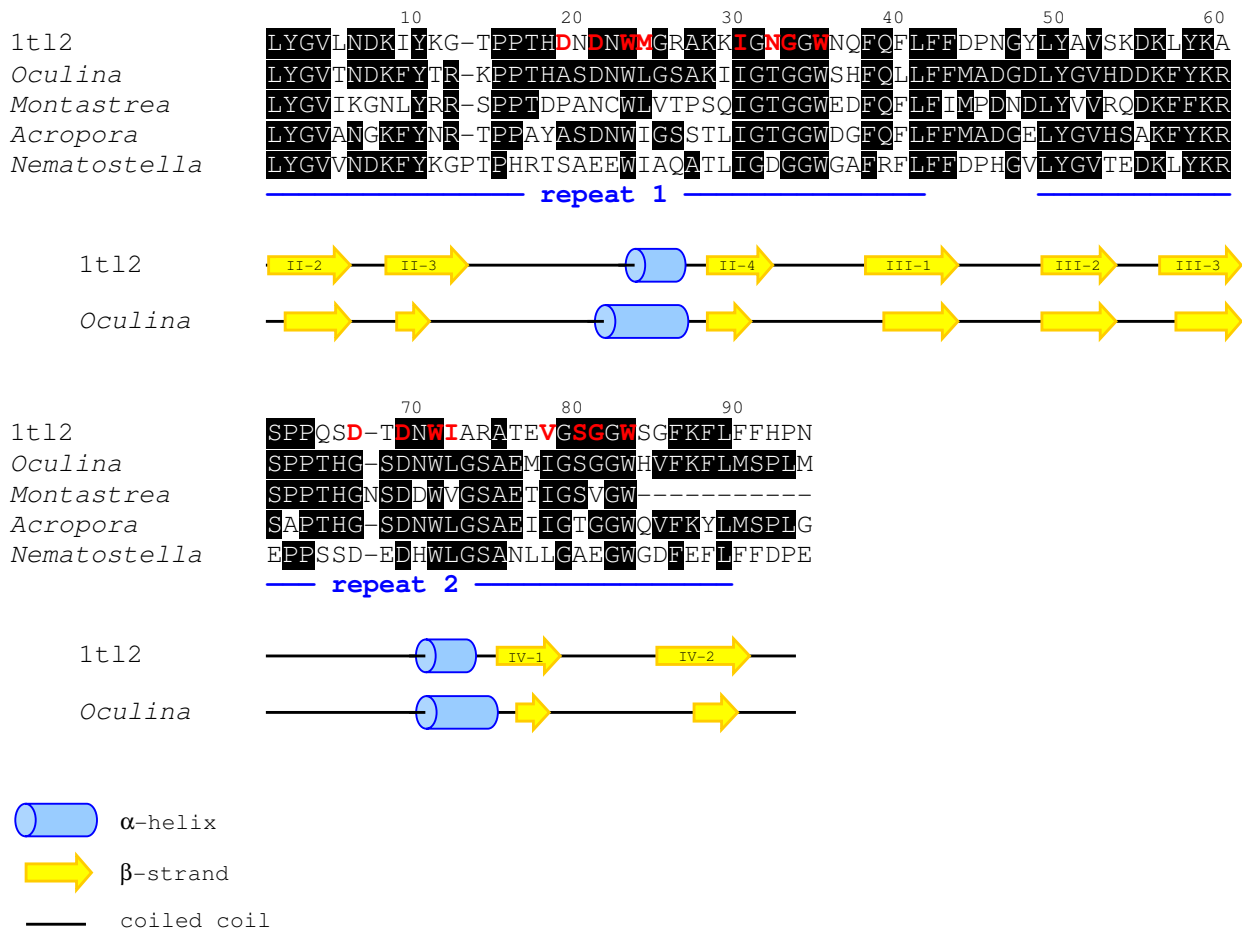 10 20 30 40 50 60
1tl2 LYGVLNDKIYKG-TPPTHDNDNWMGRAKKIGNGGWNQFQFLFFDPNGYLYAVSKDKLYKA
Oculina LYGVTNDKFYTR-KPPTHASDNWLGSAKIIGTGGWSHFQLLFFMADGDLYGVHDDKFYKR
Montastrea LYGVIKGNLYRR-SPPTDPANCWLVTPSQIGTGGWEDFQFLFIMPDNDLYVVRQDKFFKR
Acropora LYGVANGKFYNR-TPPAYASDNWIGSSTLIGTGGWDGFQFLFFMADGELYGVHSAKFYKR
Nematostella LYGVVNDKFYKGPTPHRTSAEEWIAQATLIGDGGWGAFRFLFFDPHGVLYGVTEDKLYKR
repeat 1
1tl2 II-2 II-3 II-4 III-1 III-2 III-3
Oculina
70 80 90
1tl2 SPPQSD-TDNWIARATEVGSGGWSGFKFLFFHPN
Oculina SPPTHG-SDNWLGSAEMIGSGGWHVFKFLMSPLM
Montastrea SPPTHGNSDDWVGSAETIGSVGW-----------
Acropora SAPTHG-SDNWLGSAEIIGTGGWQVFKYLMSPLG
Nematostella EPPSSD-EDHWLGSANLLGAEGWGDFEFLFFDPE
repeat 2
1tl2 IV-1 IV-2
Oculina
α-helix
β-strand
coiled coil